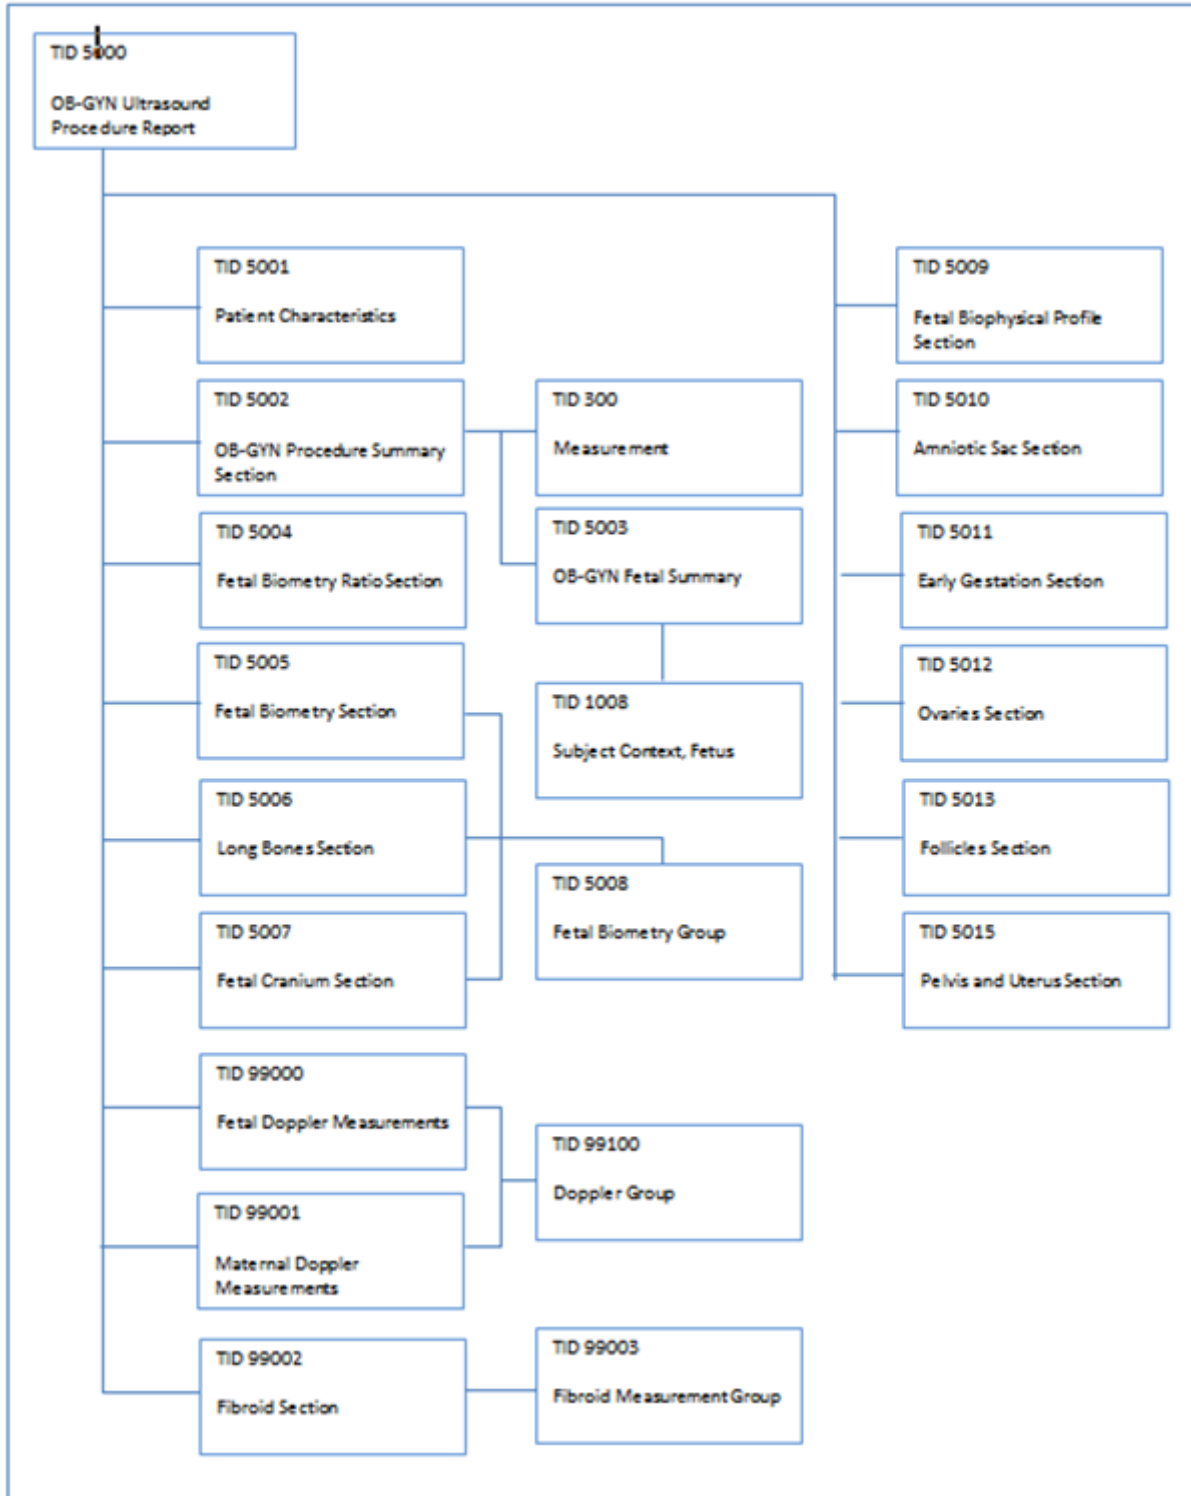 TID 5000
OB-GYN Ultrasound
Procedure Report
TID 5001
Patient Characteristics
TID 5002
OB-GYN Procedure Summary
Section
TID 5004
Fetal Biometry Ratio Section
TID 5005
Fetal Biometry Section
TID 5006
Long Bones Section
TID 5007
Fetal Cranium Section
TID 99000
Fetal Doppler Measurements
TID 99001
Maternal Doppler
Measurements
TID 99002
Fibroid Section
TID 300
Measurement
TID 5003
OB-GYN Fetal Summary
TID 1008
Subject Context, Fetus
TID 5008
Fetal Biometry Group
TID 99100
Doppler Group
TID 99003
Fibroid Measurement Group
TID 5009
Fetal Biophysical Profile
Section
TID 5010
Amniotic Sac Section
TID 5011
Early Gestation Section
TID 5012
Ovaries Section
TID 5013
Follicles Section
TID 5015
Pelvis and Uterus Section